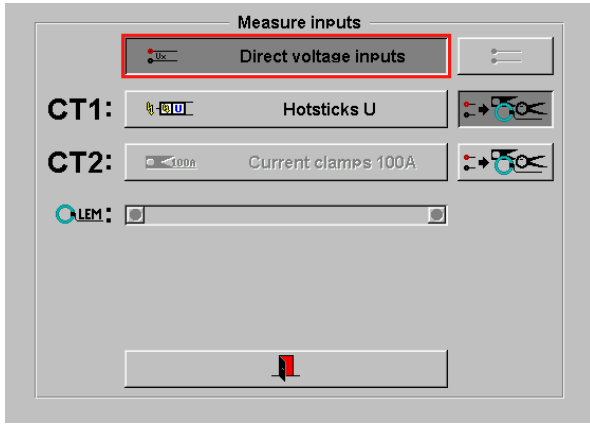 Measure inputs
Ux Direct voltage inputs
CT1: U Hotsticks U
CT2: 100A Current clamps 100A
LEM: